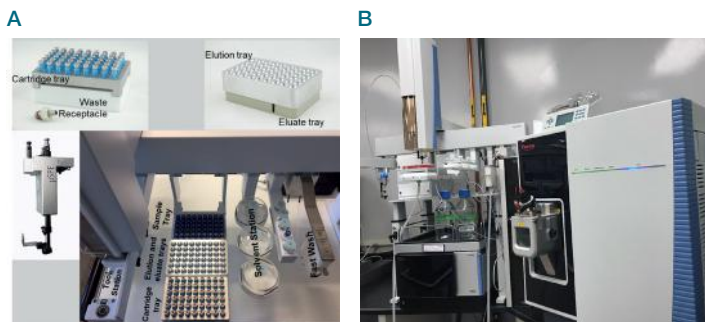 A
B
Elution tray
Cartridge tray
Waste
Receptacle
Eluate tray
µSPE
Sample
Tray
Elution and
eluate trays
Cartridge
tray
Tool
Station
Solvent Station
Fast Wash